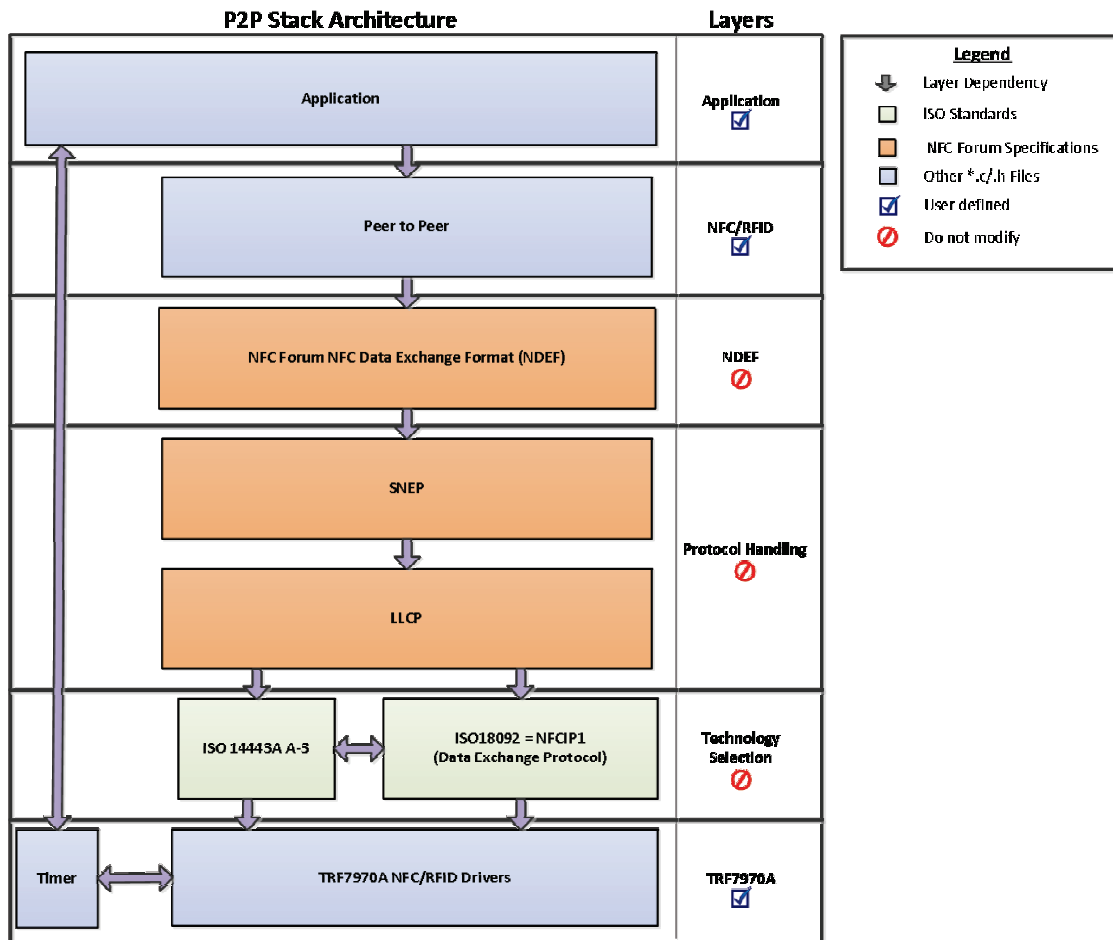 P2P Stack Architecture
Layers
Application
Application
Peer to Peer
NFC/RFID
NFC Forum NFC Data Exchange Format (NDEF)
NDEF
SNEP
Protocol Handling
LLCP
ISO 14443A A-3
ISO18092 = NFCIP1
(Data Exchange Protocol)
Technology
Selection
Timer
TRF7970A NFC/RFID Drivers
TRF7970A
Legend
Layer Dependency
ISO Standards
NFC Forum Specifications
Other *.c/.h Files
User defined
Do not modify